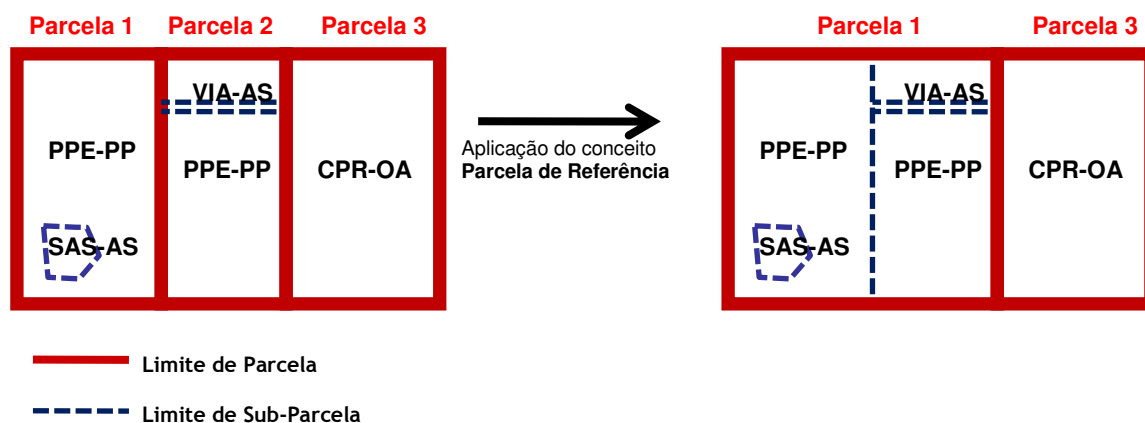 Parcela 1 Parcela 2 Parcela 3
VIA-AS
PPE-PP
PPE-PP
CPR-OA
SAS-AS
Aplicação do conceito
Parcela de Referência
Parcela 1 Parcela 3
VIA-AS
PPE-PP
PPE-PP
CPR-OA
SAS-AS
Limite de Parcela
Limite de Sub-Parcela